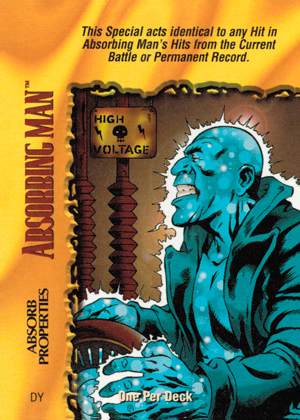 This Special acts identical to any Hit in
Absorbing Man's Hits from the Current
Battle or Permanent Record.
ABSORBING MAN™
ABSORB
PROPERTIES
HIGH
VOLTAGE
DY
One Per Deck